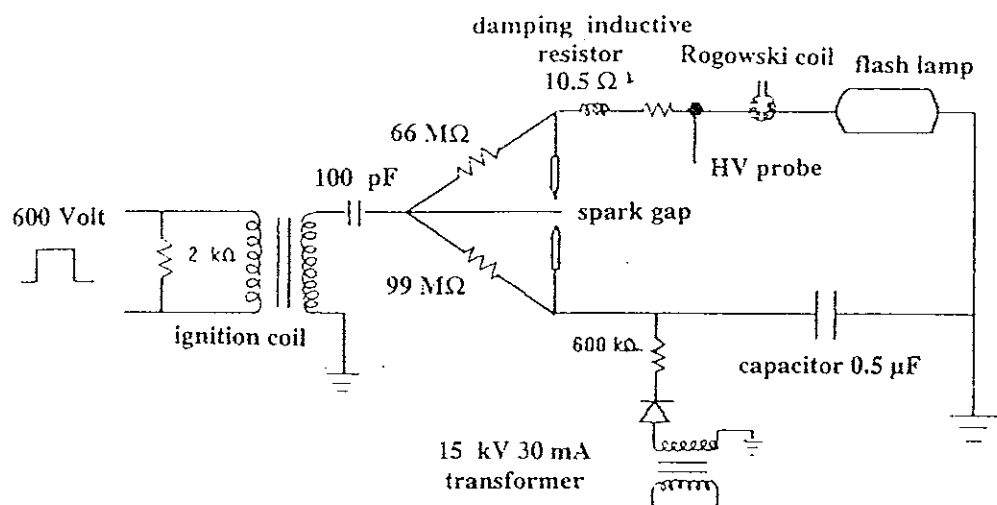 damping inductive
resistor
10.5 Ω
Rogowski coil
flash lamp
66 MΩ
HV probe
100 pF
600 Volt
spark gap
2 kΩ
99 MΩ
ignition coil
600 kΩ
capacitor 0.5 µF
15 kV 30 mA
transformer